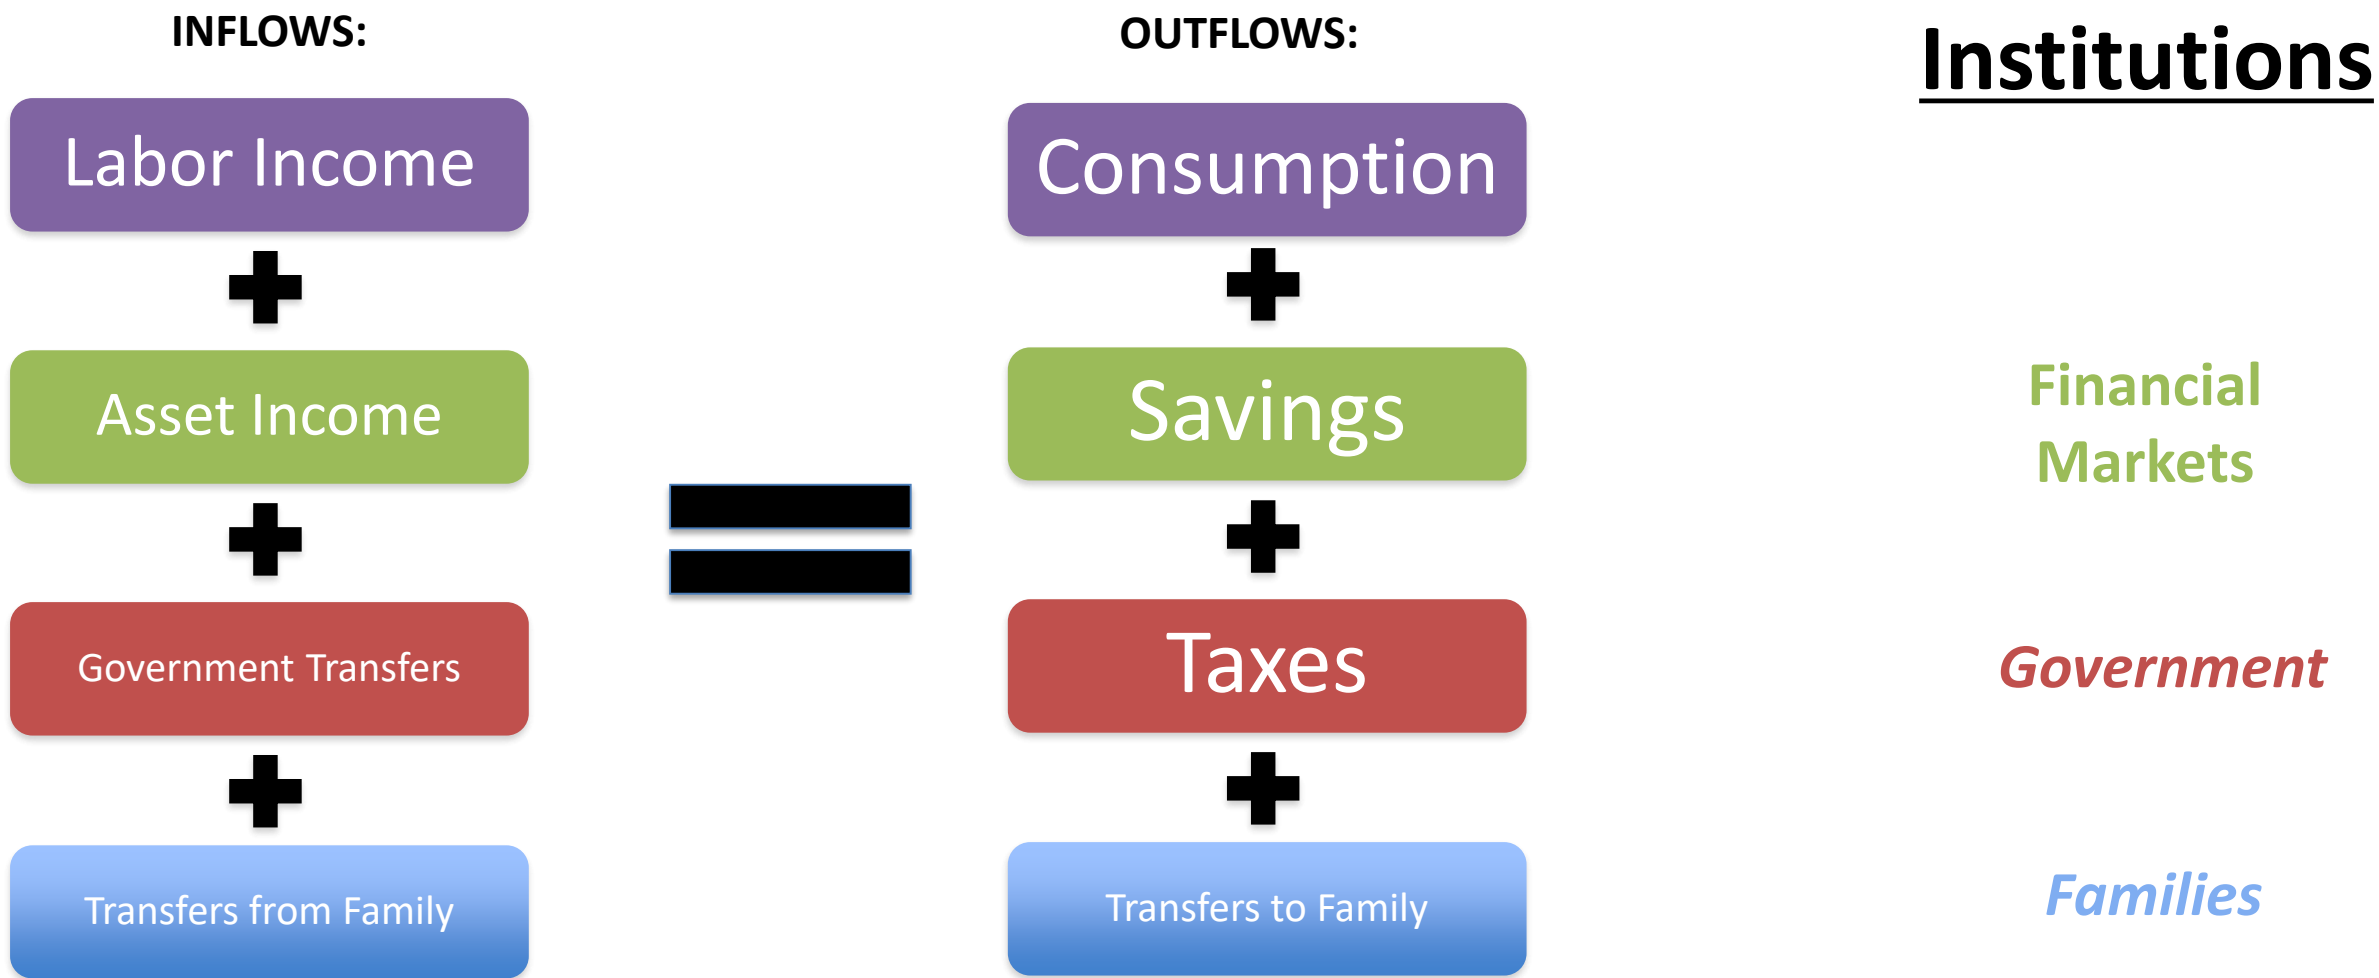 INFLOWS:
OUTFLOWS:
Institutions
Labor Income
Consumption
Asset Income
Savings
Financial
Markets
Government Transfers
Taxes
Government
Transfers from Family
Transfers to Family
Families